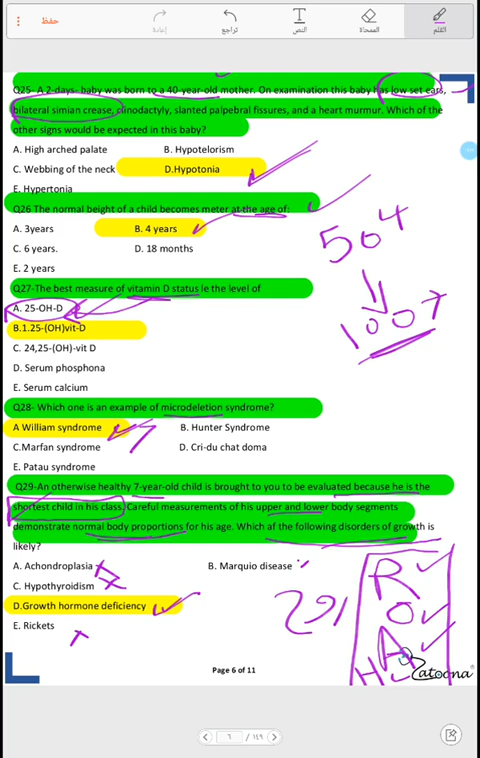 حفظ
إعادة
تراجع
النص
الممحاة
القلم
Q25- A 2-days- baby was born to a 40-year-old mother. On examination this baby has low set ears,
bilateral simian crease, clinodactyly, slanted palpebral fissures, and a heart murmur. Which of the
other signs would be expected in this baby?
A. High arched palate
B. Hypotelorism
C. Webbing of the neck
D.Hypotonia
E. Hypertonia
Q26 The normal beight of a child becomes meter at the age of:
A. 3years
B. 4 years
C. 6 years.
D. 18 months
E. 2 years
50 4
100 7
Q27-The best measure of vitamin D status le the level of
A. 25-OH-D
B.1.25-(OH)vit-D
C. 24,25-(OH)-vit D
D. Serum phosphona
E. Serum calcium
Q28- Which one is an example of microdeletion syndrome?
A William syndrome
B. Hunter Syndrome
C.Marfan syndrome
D. Cri-du chat doma
E. Patau syndrome
Q29-An otherwise healthy 7-year-old child is brought to you to be evaluated because he is the
shortest child in his class. Careful measurements of his upper and lower body segments
demonstrate normal body proportions for his age. Which af the following disorders of growth is
likely?
A. Achondroplasia
B. Marquio disease
C. Hypothyroidism
D.Growth hormone deficiency
E. Rickets
R
O
A
H
Page 6 of 11
Zatoona
٦ / ١٤٩